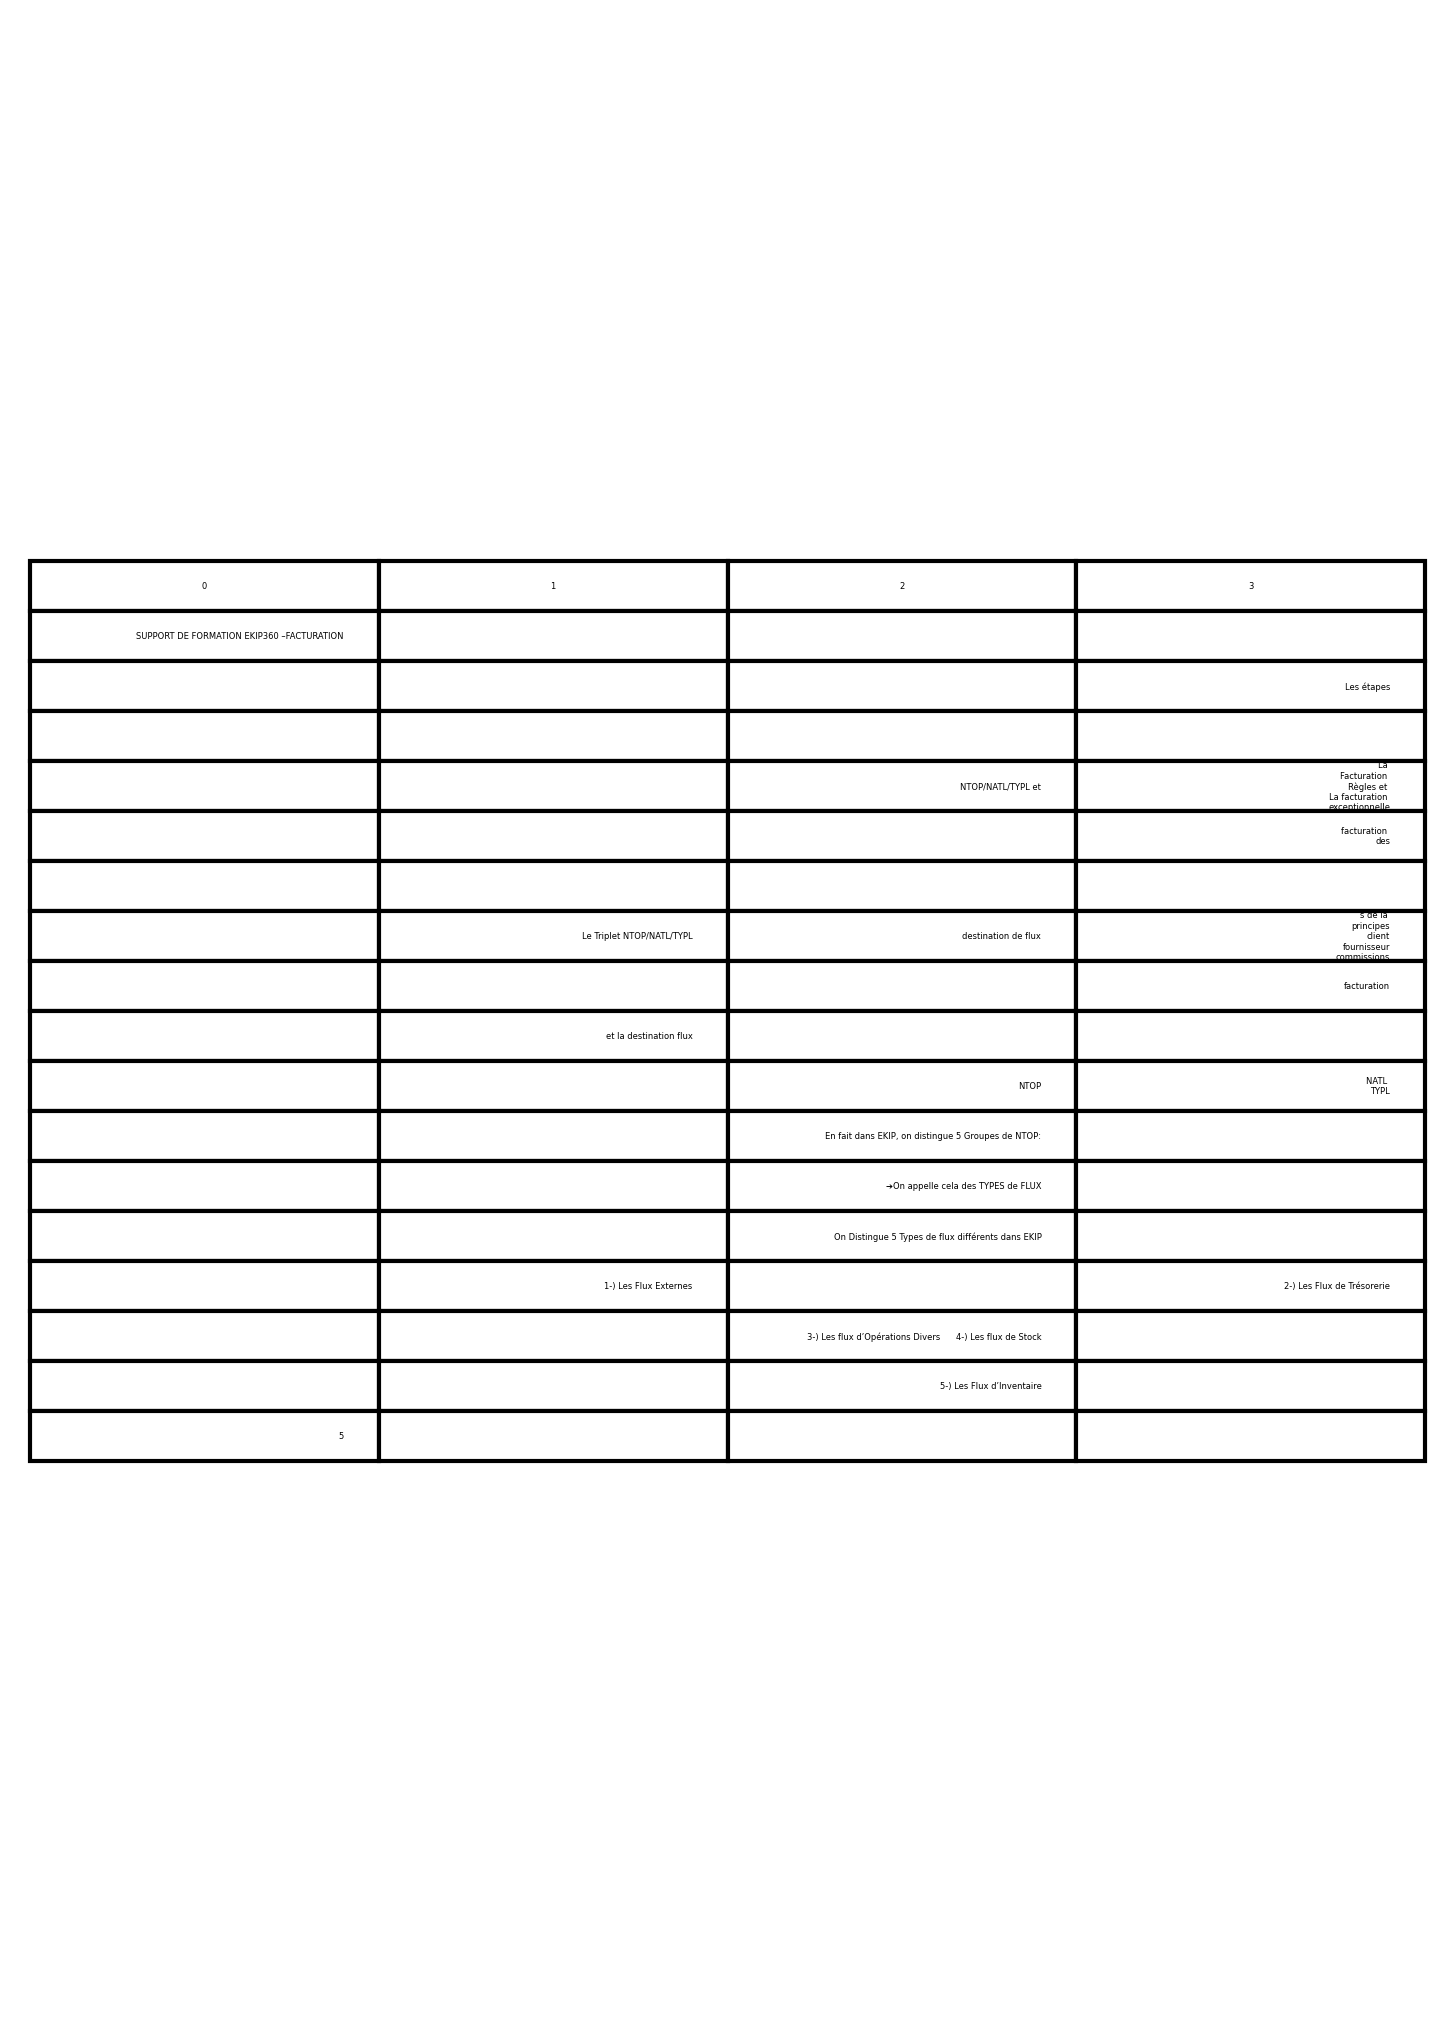 0 1 2 3
SUPPORT DE FORMATION EKIP360 –FACTURATION
Les étapes
La
Facturation
NTOP/NATL/TYPL et Règles et
La facturation
exceptionnelle
facturation
des
s de la
principes
Le Triplet NTOP/NATL/TYPL destination de flux client
fournisseur
commissions
facturation
et la destination flux
NTOP NATL
TYPL
En fait dans EKIP, on distingue 5 Groupes de NTOP:
➔On appelle cela des TYPES de FLUX
On Distingue 5 Types de flux différents dans EKIP
1-) Les Flux Externes 2-) Les Flux de Trésorerie
3-) Les flux d’Opérations Divers 4-) Les flux de Stock
5-) Les Flux d’Inventaire
5